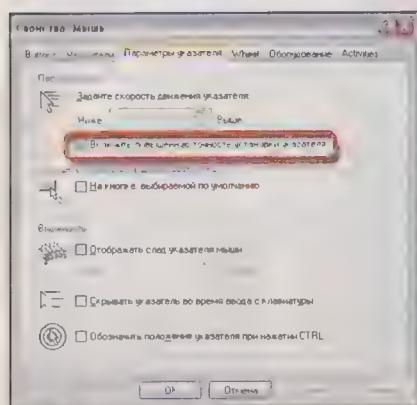 Параметры указателя Wheel Оборудование Activities
Задайте скорость движения указателя:
Ниже Выше
Включить повышенную точность установки указателя
На кнопке, выбираемой по умолчанию
Видимость
Отображать след указателя мыши
Скрывать указатель во время ввода с клавиатуры
Обозначить положение указателя при нажатии CTRL
OK Отмена